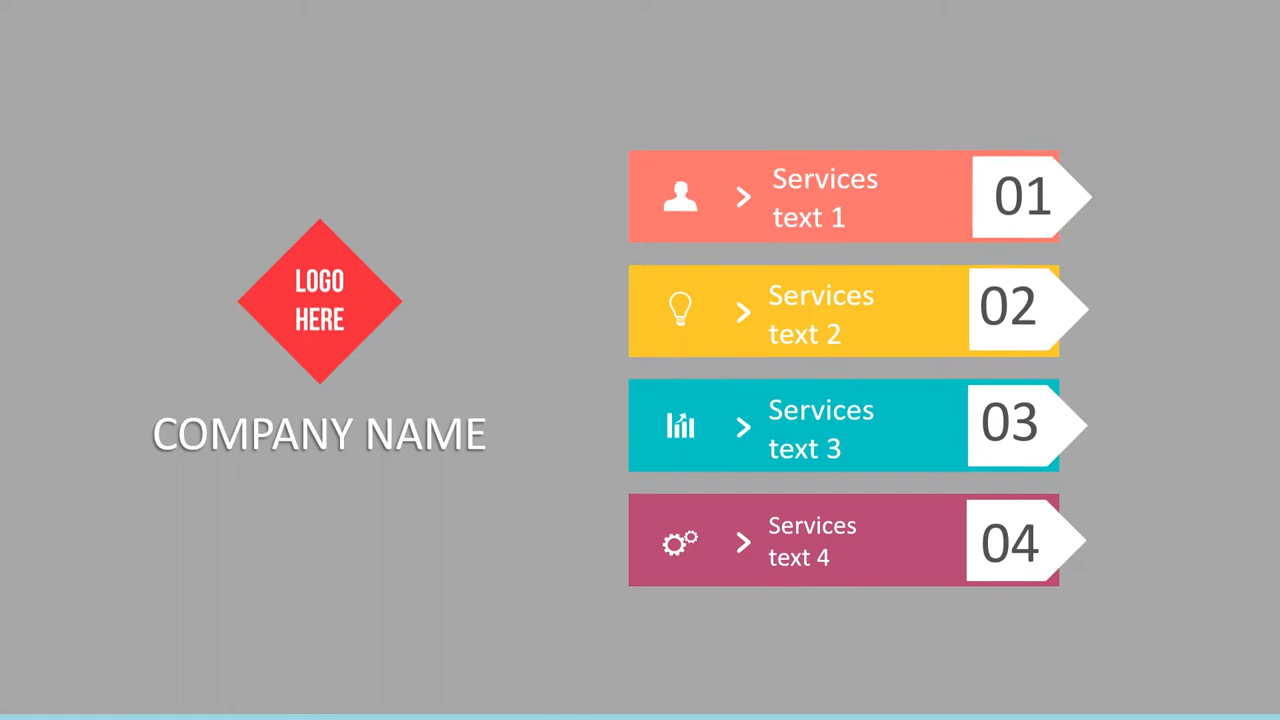 LOGO
HERE
COMPANY NAME
Services
text 1
01
Services
text 2
02
Services
text 3
03
Services
text 4
04